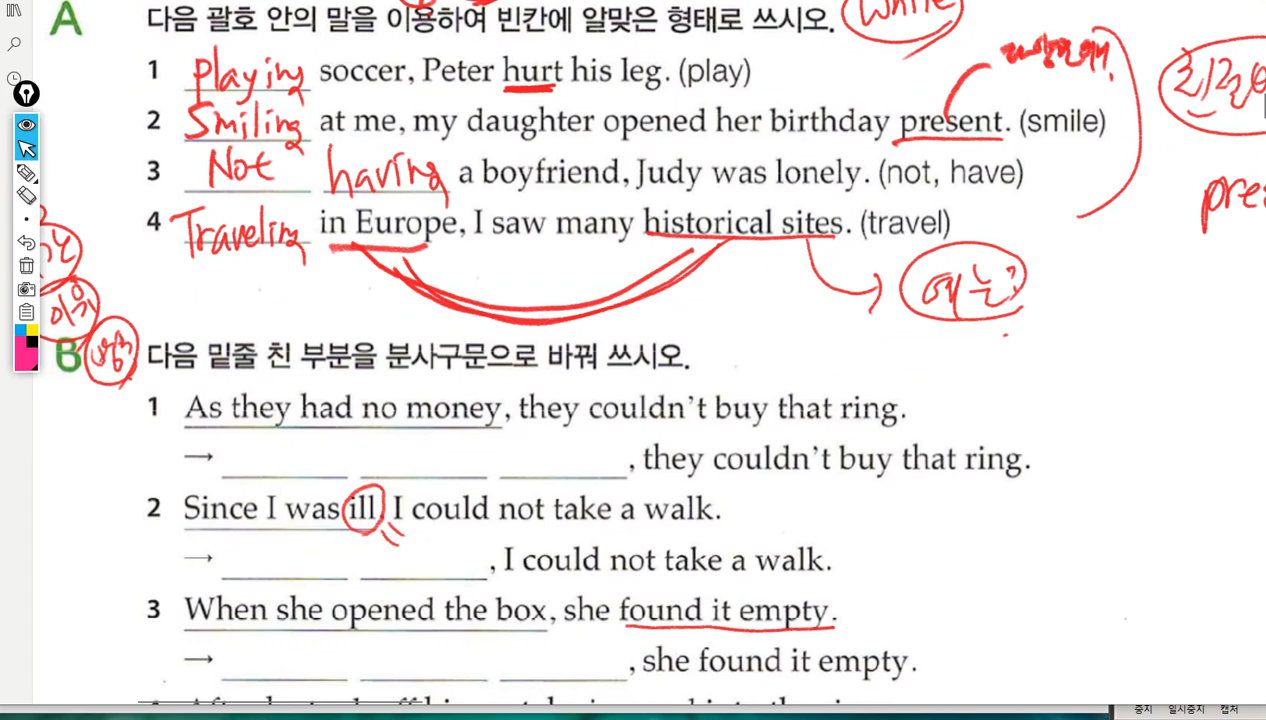 A 다음 괄호 안의 말을 이용하여 빈칸에 알맞은 형태로 쓰시오. While
1 Playing soccer, Peter hurt his leg. (play)
2 Smiling at me, my daughter opened her birthday present. (smile)
3 Not having a boyfriend, Judy was lonely. (not, have)
4 Traveling in Europe, I saw many historical sites. (travel)
B 다음 밑줄 친 부분을 분사구문으로 바꿔 쓰시오.
1 As they had no money, they couldn't buy that ring.
→ , they couldn't buy that ring.
2 Since I was ill, I could not take a walk.
→ , I could not take a walk.
3 When she opened the box, she found it empty.
→ , she found it empty.
중지 일시중지 캡처